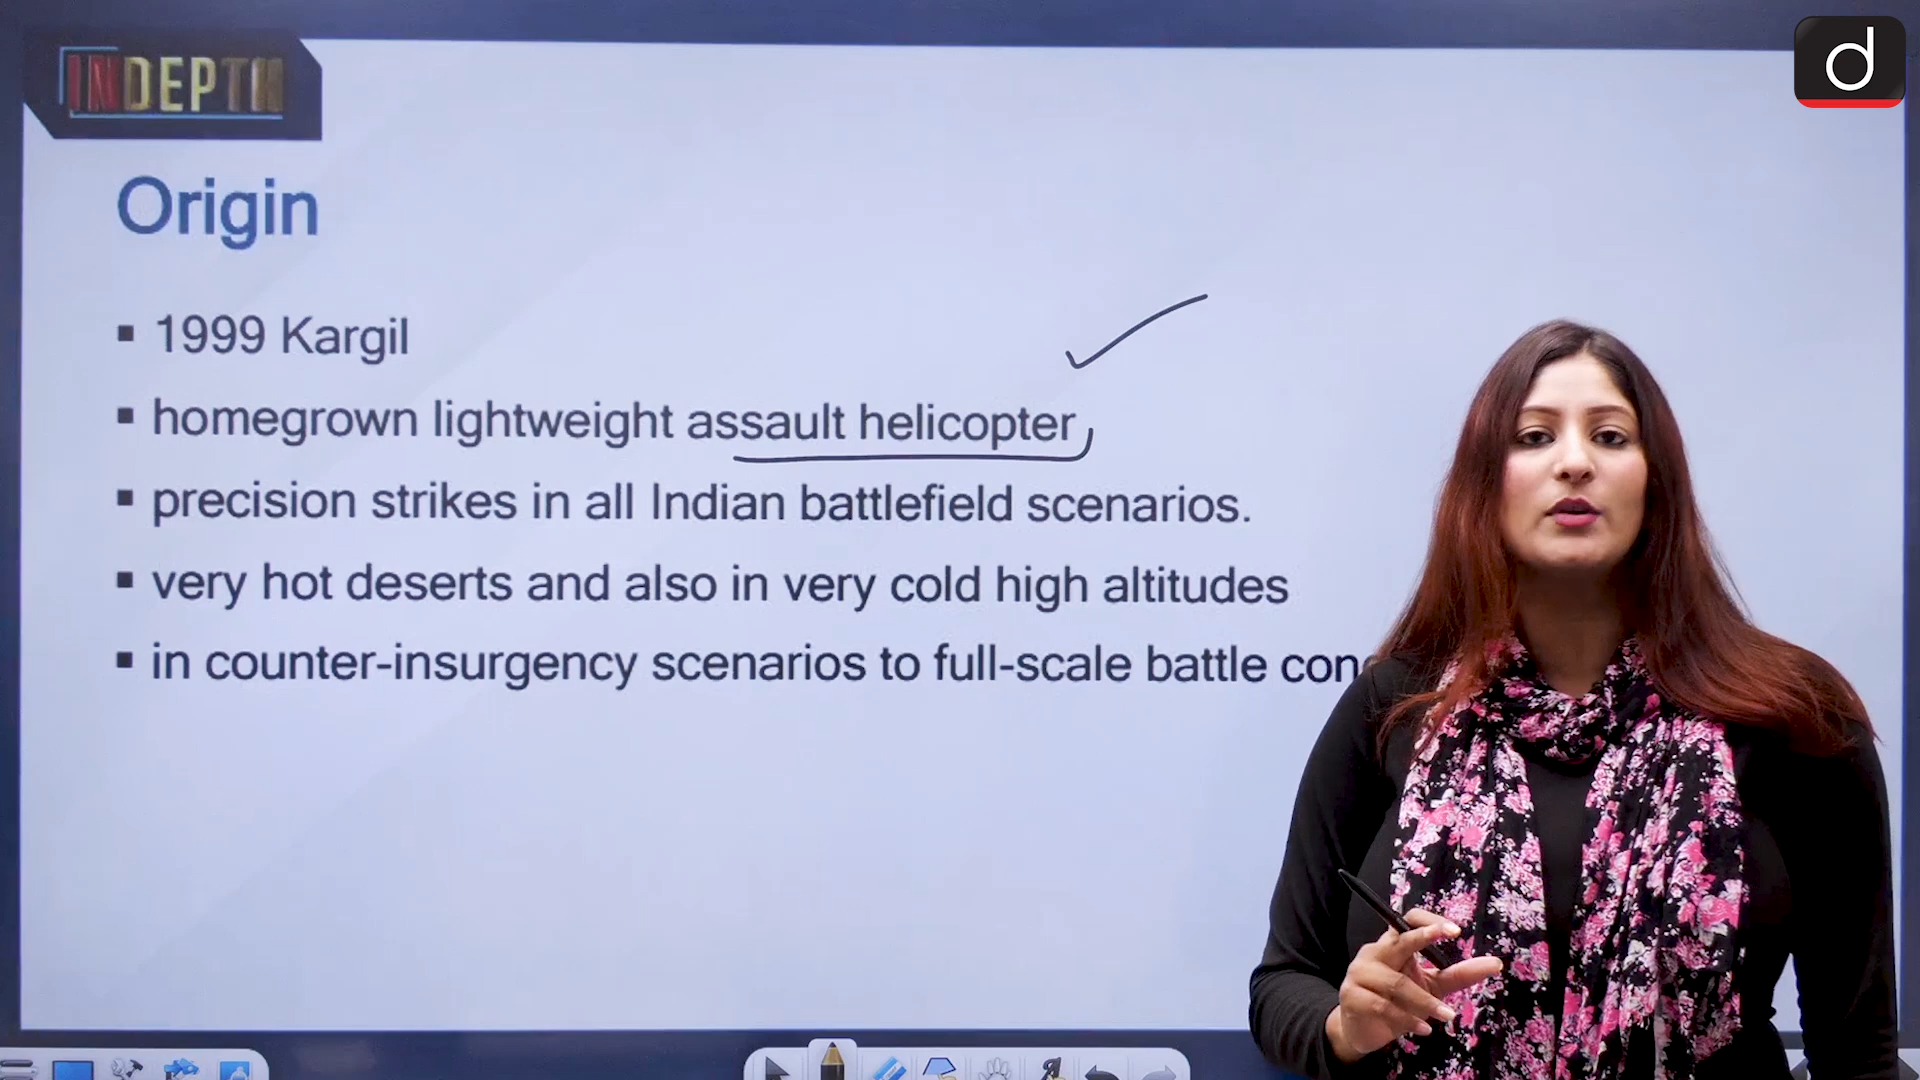 INDEPTH
d
Origin
▪ 1999 Kargil
▪ homegrown lightweight assault helicopter
▪ precision strikes in all Indian battlefield scenarios.
▪ very hot deserts and also in very cold high altitudes
▪ in counter-insurgency scenarios to full-scale battle